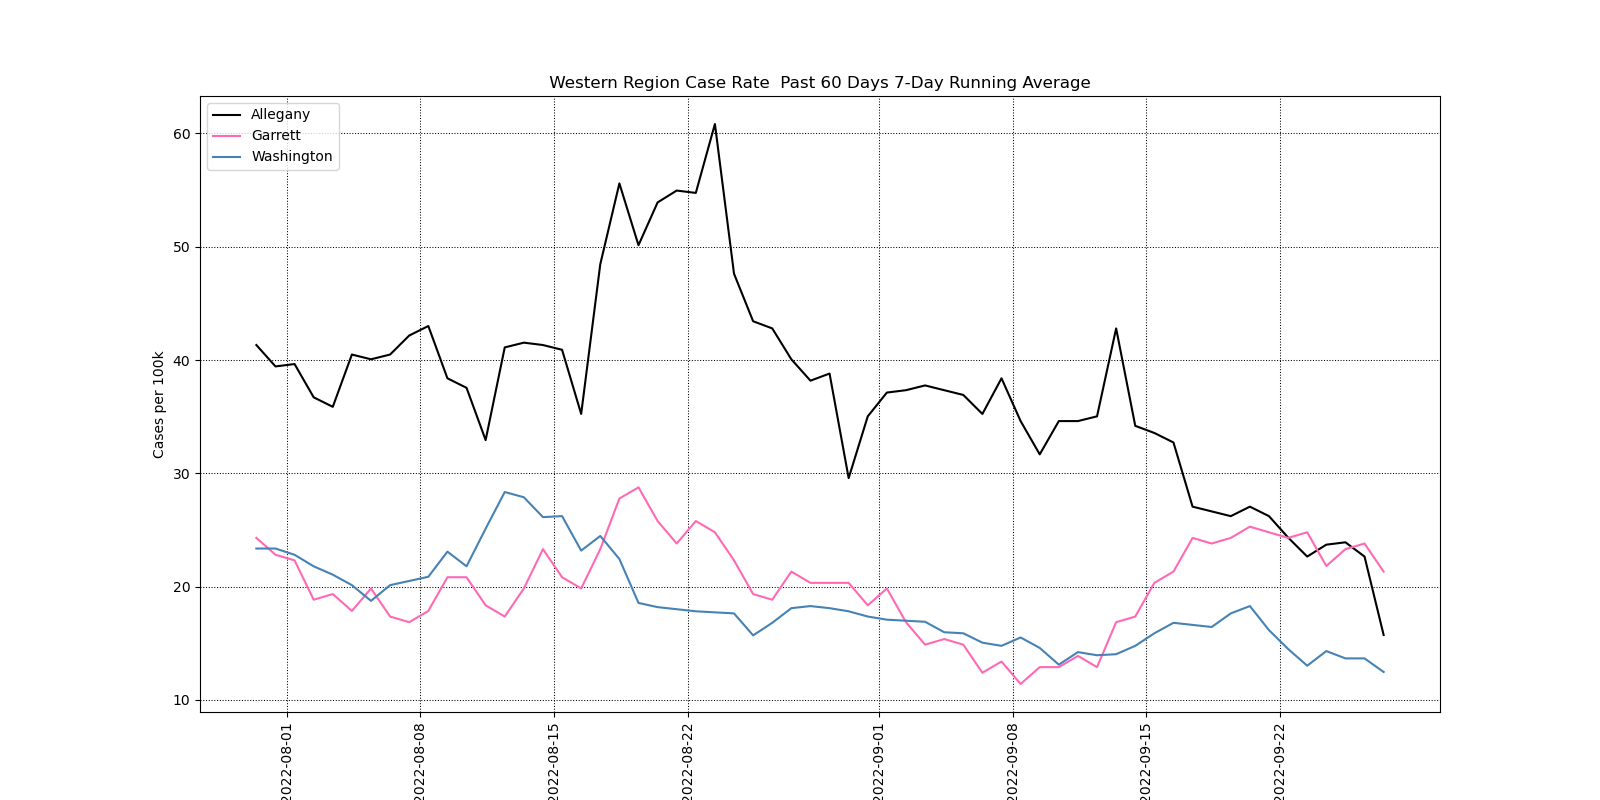 Western Region Case Rate  Past 60 Days 7-Day Running Average
Allegany
Garrett
Washington
60
50
40
30
20
10
Cases per 100k
2022-08-01
2022-08-08
2022-08-15
2022-08-22
2022-09-01
2022-09-08
2022-09-15
2022-09-22